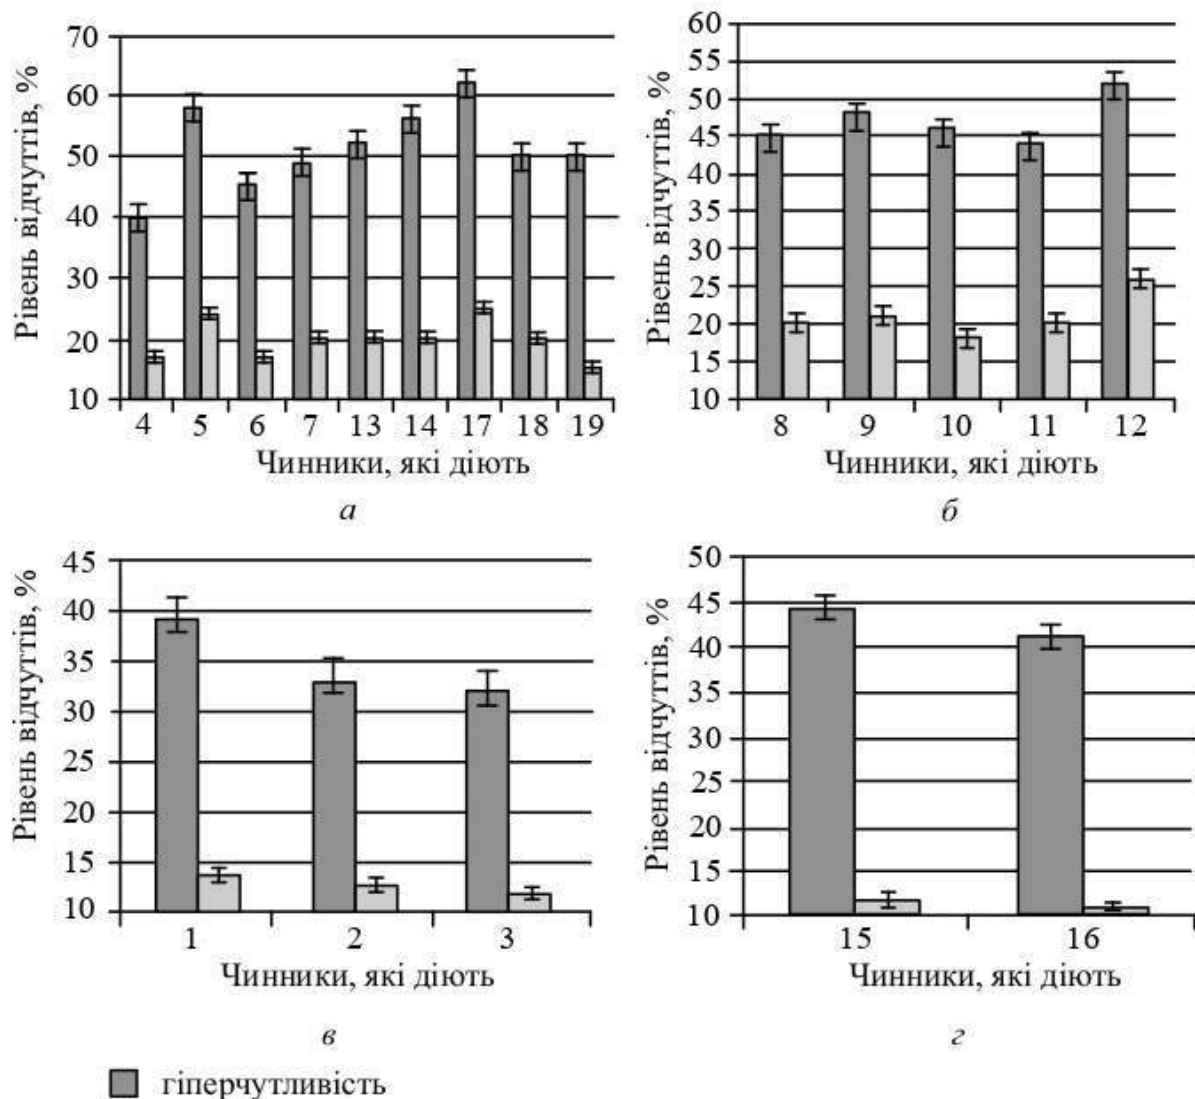 Рівень відчуттів, %
70
60
50
40
30
20
10
4 5 6 7 13 14 17 18 19
Чинники, які діють
а
Рівень відчуттів, %
60
55
50
45
40
35
30
25
20
15
10
8 9 10 11 12
Чинники, які діють
б
Рівень відчуттів, %
45
40
35
30
25
20
15
10
1 2 3
Чинники, які діють
в
Рівень відчуттів, %
50
45
40
35
30
25
20
15
10
15 16
Чинники, які діють
г
гіперчутливість